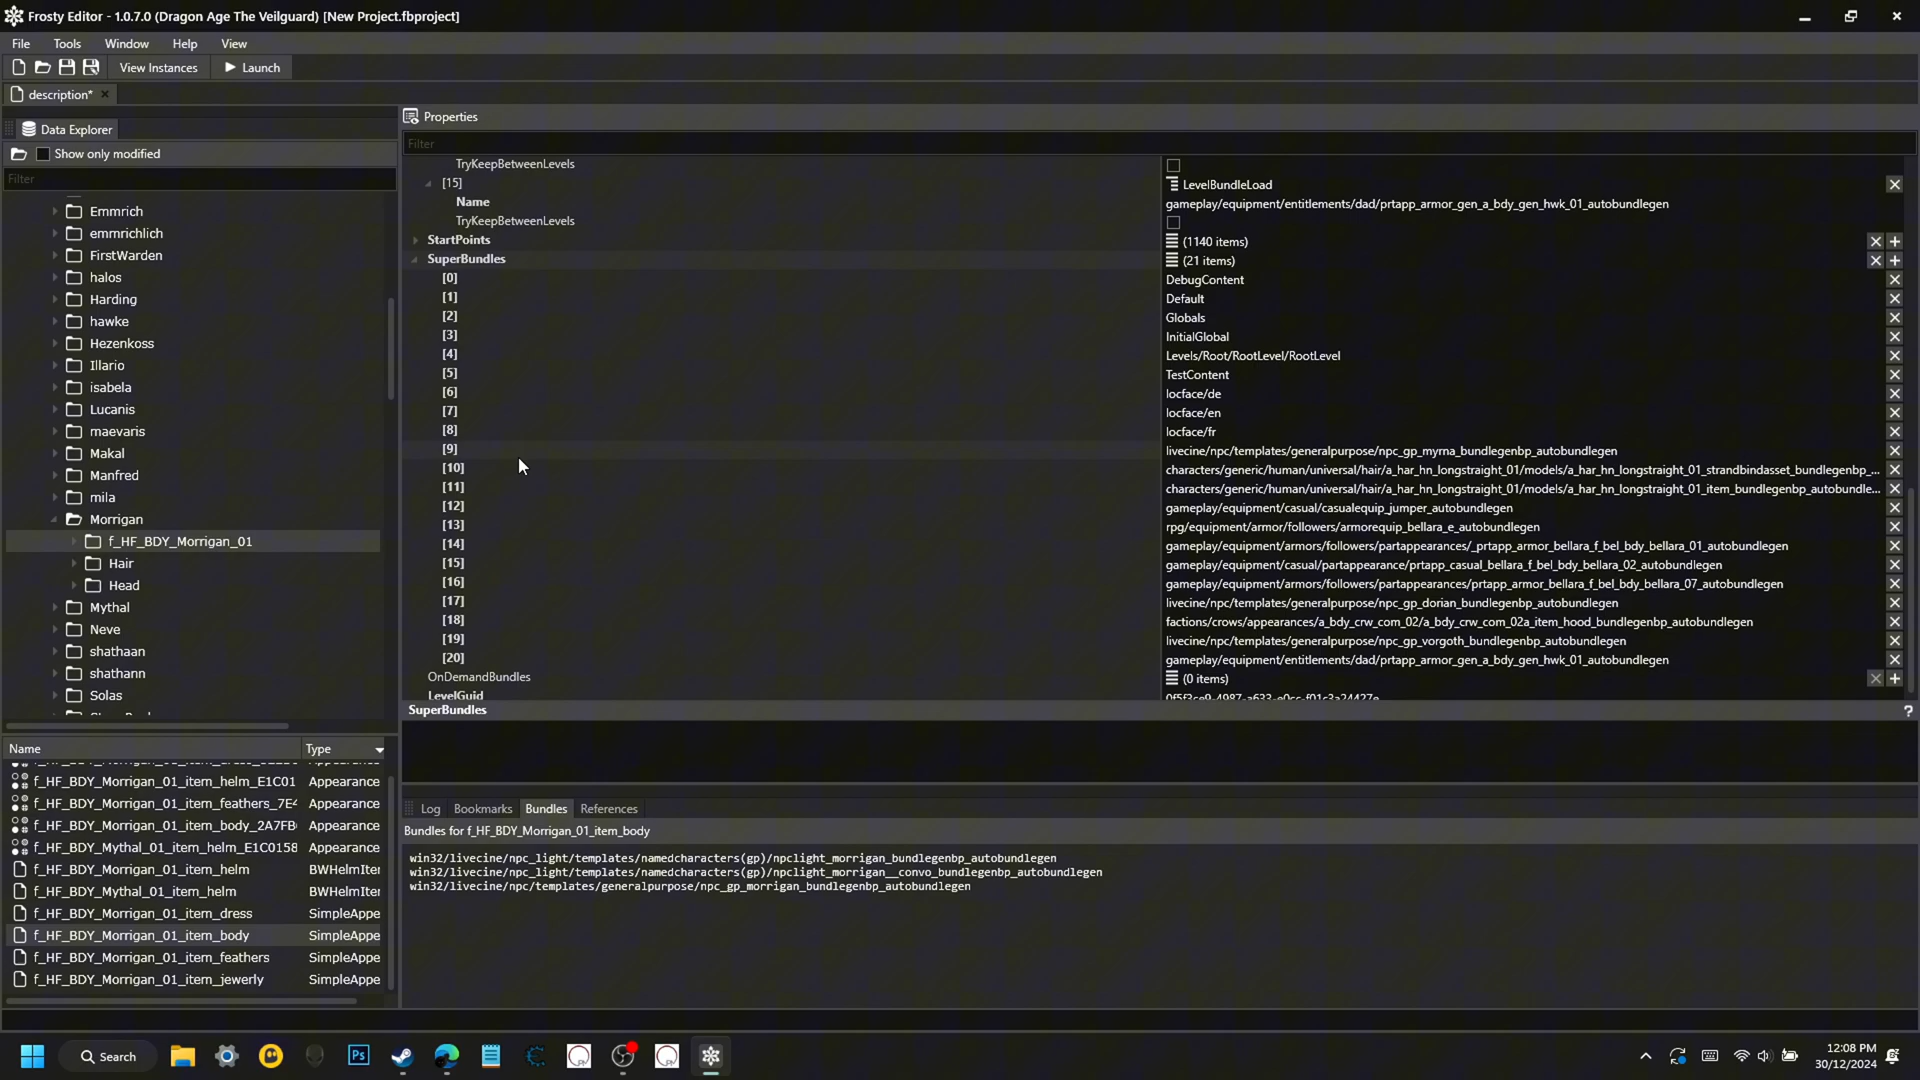 Frosty Editor - 1.0.7.0 (Dragon Age The Veilguard) [New Project.fbproject]
File Tools Window Help View
View Instances Launch
description*
Data Explorer
Show only modified
Filter
Emmrich
emmrichlich
FirstWarden
halos
Harding
hawke
Hezenkoss
Illario
isabela
Lucanis
maevaris
Makal
Manfred
mila
Morrigan
f_HF_BDY_Morrigan_01
Hair
Head
Mythal
Neve
shathaan
shathann
Solas
Name Type
f_HF_BDY_Morrigan_01_item_helm_E1C01 Appearance
f_HF_BDY_Morrigan_01_item_feathers_7E4 Appearance
f_HF_BDY_Morrigan_01_item_body_2A7FB Appearance
f_HF_BDY_Mythal_01_item_helm_E1C0158 Appearance
f_HF_BDY_Morrigan_01_item_helm BWHelmIter
f_HF_BDY_Mythal_01_item_helm BWHelmIter
f_HF_BDY_Morrigan_01_item_dress SimpleAppe
f_HF_BDY_Morrigan_01_item_body SimpleAppe
f_HF_BDY_Morrigan_01_item_feathers SimpleAppe
f_HF_BDY_Morrigan_01_item_jewerly SimpleAppe
Properties
Filter
TryKeepBetweenLevels
[15] LevelBundleLoad
Name gameplay/equipment/entitlements/dad/prtapp_armor_gen_a_bdy_gen_hwk_01_autobundlegen
TryKeepBetweenLevels
StartPoints (1140 items)
SuperBundles (21 items)
[0] DebugContent
[1] Default
[2] Globals
[3] InitialGlobal
[4] Levels/Root/RootLevel/RootLevel
[5] TestContent
[6] locface/de
[7] locface/en
[8] locface/fr
[9] livecine/npc/templates/generalpurpose/npc_gp_myrna_bundlegenbp_autobundlegen
[10] characters/generic/human/universal/hair/a_har_hn_longstraight_01/models/a_har_hn_longstraight_01_strandbindasset_bundlegenbp_...
[11] characters/generic/human/universal/hair/a_har_hn_longstraight_01/models/a_har_hn_longstraight_01_item_bundlegenbp_autobundle...
[12] gameplay/equipment/casual/casualequip_jumper_autobundlegen
[13] rpg/equipment/armor/followers/armorequip_bellara_e_autobundlegen
[14] gameplay/equipment/armors/followers/partappearances/_prtapp_armor_bellara_f_bel_bdy_bellara_01_autobundlegen
[15] gameplay/equipment/casual/partappearance/prtapp_casual_bellara_f_bel_bdy_bellara_02_autobundlegen
[16] gameplay/equipment/armors/followers/partappearances/prtapp_armor_bellara_f_bel_bdy_bellara_07_autobundlegen
[17] livecine/npc/templates/generalpurpose/npc_gp_dorian_bundlegenbp_autobundlegen
[18] factions/crows/appearances/a_bdy_crw_com_02/a_bdy_crw_com_02a_item_hood_bundlegenbp_autobundlegen
[19] livecine/npc/templates/generalpurpose/npc_gp_vorgoth_bundlegenbp_autobundlegen
[20] gameplay/equipment/entitlements/dad/prtapp_armor_gen_a_bdy_gen_hwk_01_autobundlegen
OnDemandBundles (0 items)
LevelGuid
SuperBundles ?
Log Bookmarks Bundles References
Bundles for f_HF_BDY_Morrigan_01_item_body
win32/livecine/npc_light/templates/namedcharacters(gp)/npclight_morrigan_bundlegenbp_autobundlegen
win32/livecine/npc_light/templates/namedcharacters(gp)/npclight_morrigan__convo_bundlegenbp_autobundlegen
win32/livecine/npc/templates/generalpurpose/npc_gp_morrigan_bundlegenbp_autobundlegen
Search
Ps
12:08 PM
30/12/2024